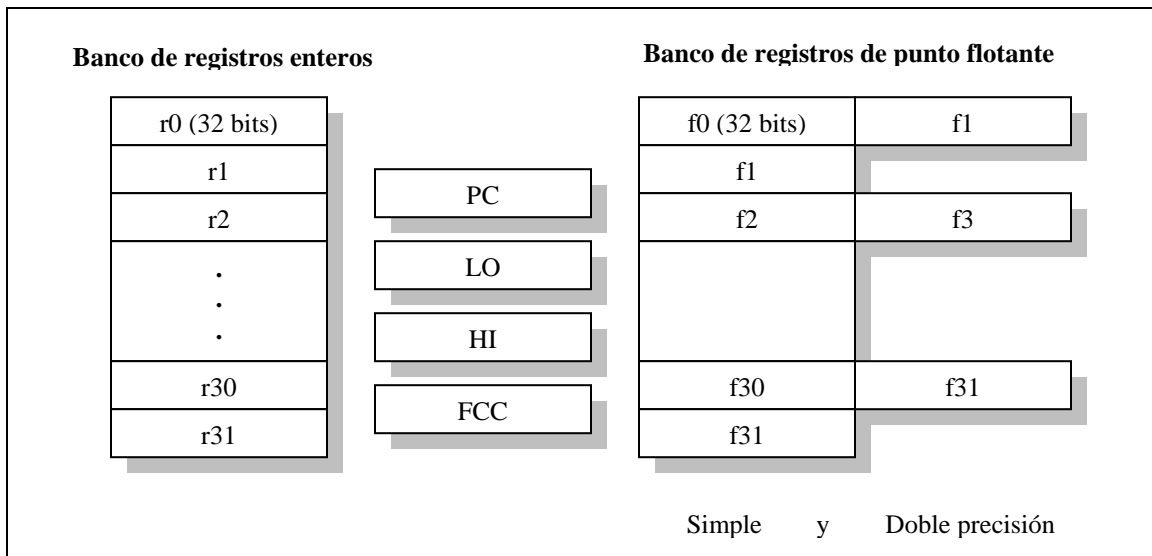 Banco de registros enteros
r0 (32 bits)
r1
r2
.
.
.
r30
r31
PC
LO
HI
FCC
Banco de registros de punto flotante
f0 (32 bits) f1
f1
f2 f3
f30 f31
f31
Simple y Doble precisión